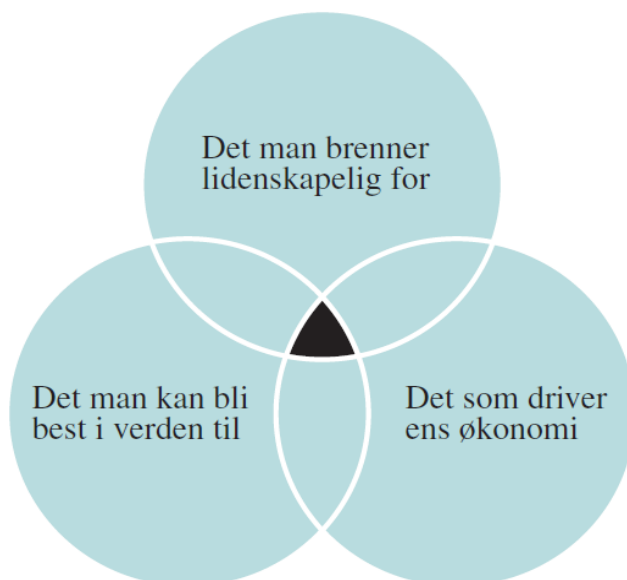 Det man brenner
lidenskapelig for
Det man kan bli
best i verden til
Det som driver
ens økonomi